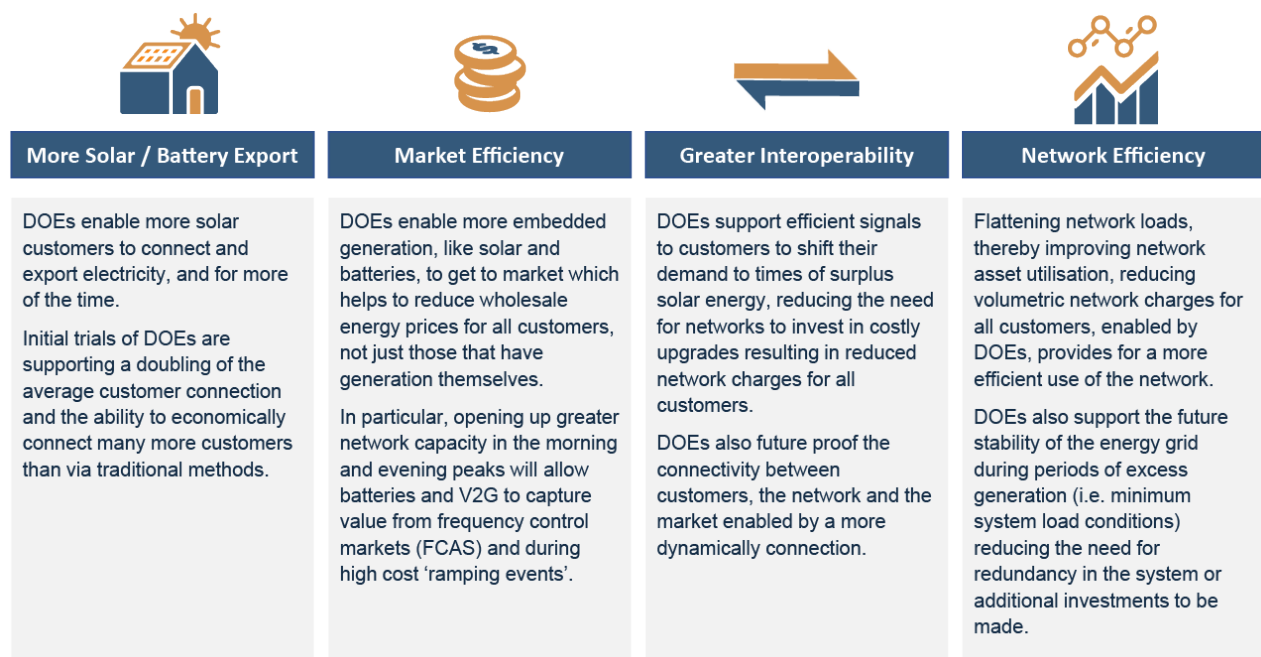 More Solar / Battery Export
DOEs enable more solar
customers to connect and
export electricity, and for more
of the time.
Initial trials of DOEs are
supporting a doubling of the
average customer connection
and the ability to economically
connect many more customers
than via traditional methods.
Market Efficiency
DOEs enable more embedded
generation, like solar and
batteries, to get to market which
helps to reduce wholesale
energy prices for all customers,
not just those that have
generation themselves.
In particular, opening up greater
network capacity in the morning
and evening peaks will allow
batteries and V2G to capture
value from frequency control
markets (FCAS) and during
high cost ‘ramping events’.
Greater Interoperability
DOEs support efficient signals
to customers to shift their
demand to times of surplus
solar energy, reducing the need
for networks to invest in costly
upgrades resulting in reduced
network charges for all
customers.
DOEs also future proof the
connectivity between
customers, the network and the
market enabled by a more
dynamically connection.
Network Efficiency
Flattening network loads,
thereby improving network
asset utilisation, reducing
volumetric network charges for
all customers, enabled by
DOEs, provides for a more
efficient use of the network.
DOEs also support the future
stability of the energy grid
during periods of excess
generation (i.e. minimum
system load conditions)
reducing the need for
redundancy in the system or
additional investments to be
made.